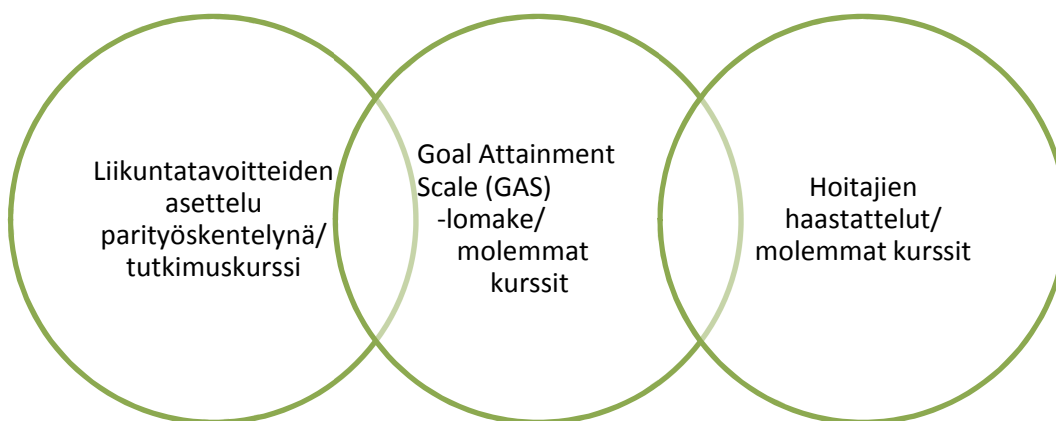 Liikuntatavoitteiden
asettelu
parityöskentelynä/
tutkimuskurssi
Goal Attainment
Scale (GAS)
-lomake/
molemmat
kurssit
Hoitajien
haastattelut/
molemmat kurssit